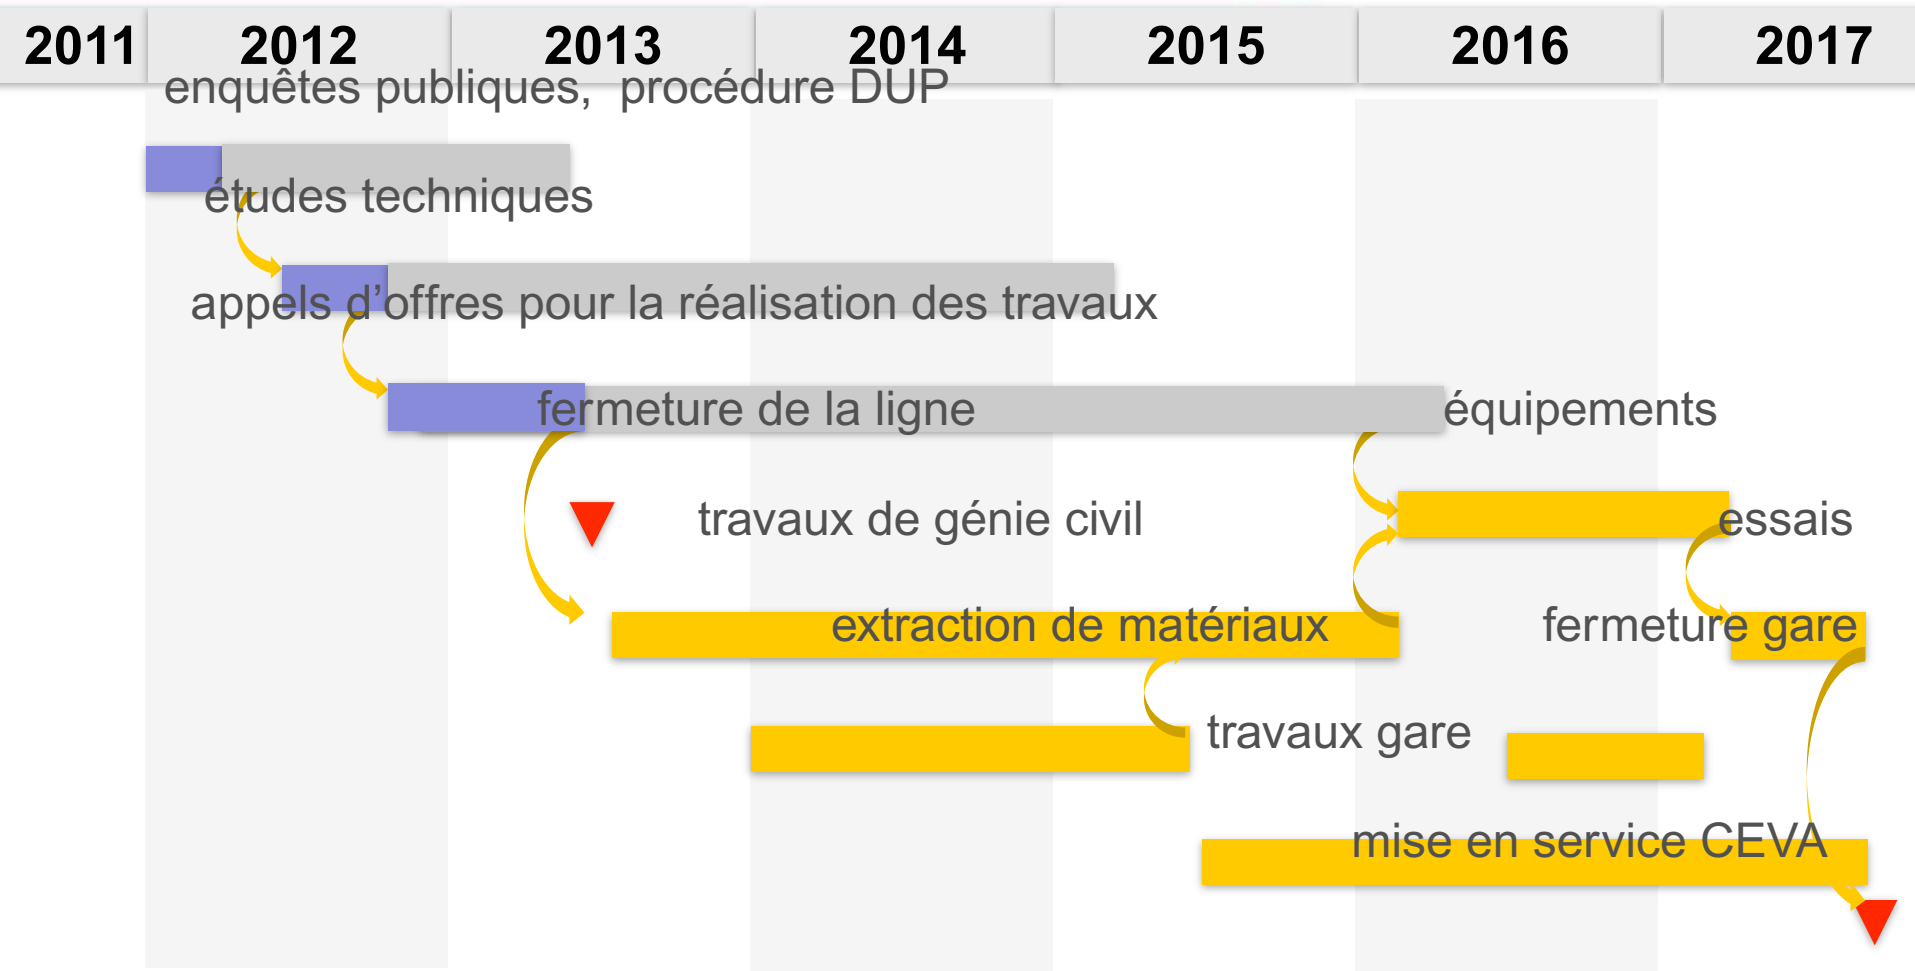 2011 2012 2013 2014 2015 2016 2017
enquêtes publiques, procédure DUP
études techniques
appels d’offres pour la réalisation des travaux
fermeture de la ligne
équipements
travaux de génie civil
essais
extraction de matériaux
fermeture gare
travaux gare
mise en service CEVA